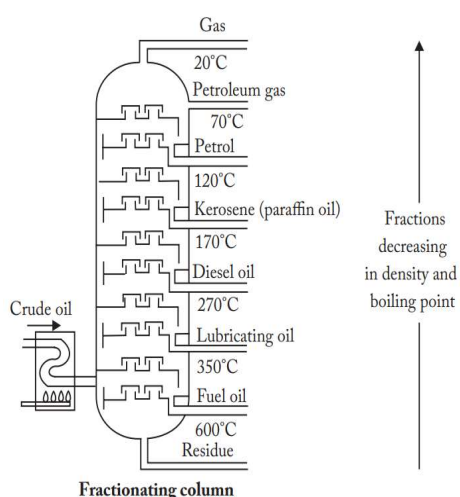 Gas
20°C
Petroleum gas
70°C
Petrol
120°C
Kerosene (paraffin oil)
170°C
Diesel oil
270°C
Lubricating oil
350°C
Fuel oil
600°C
Residue
Crude oil
Fractions
decreasing
in density and
boiling point
Fractionating column